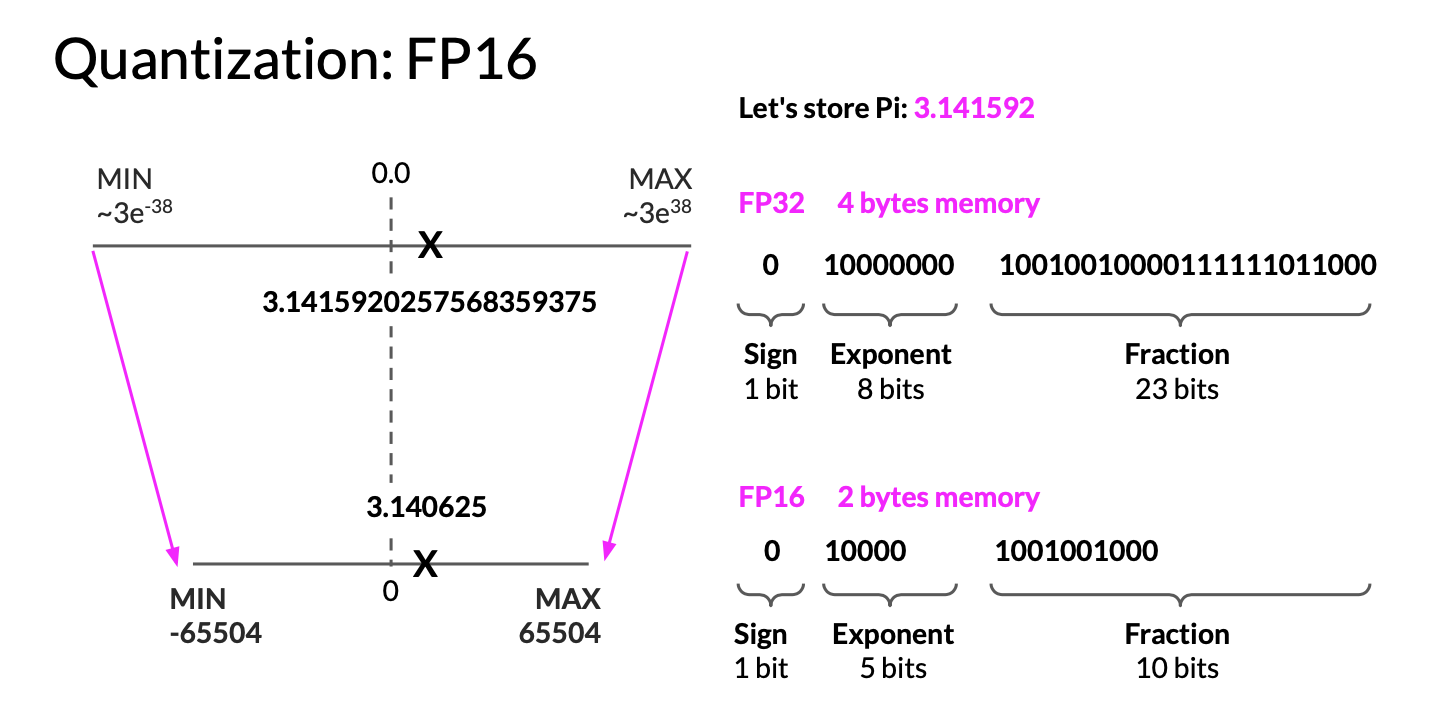 Quantization: FP16
Let's store Pi: 3.141592
MIN
~3e-38
0.0
MAX
~3e38
X
3.1415920257568359375
3.140625
X
0
MIN
-65504
MAX
65504
FP32 4 bytes memory
0 10000000 10010010000111111011000
Sign Exponent Fraction
1 bit 8 bits 23 bits
FP16 2 bytes memory
0 10000 1001001000
Sign Exponent Fraction
1 bit 5 bits 10 bits